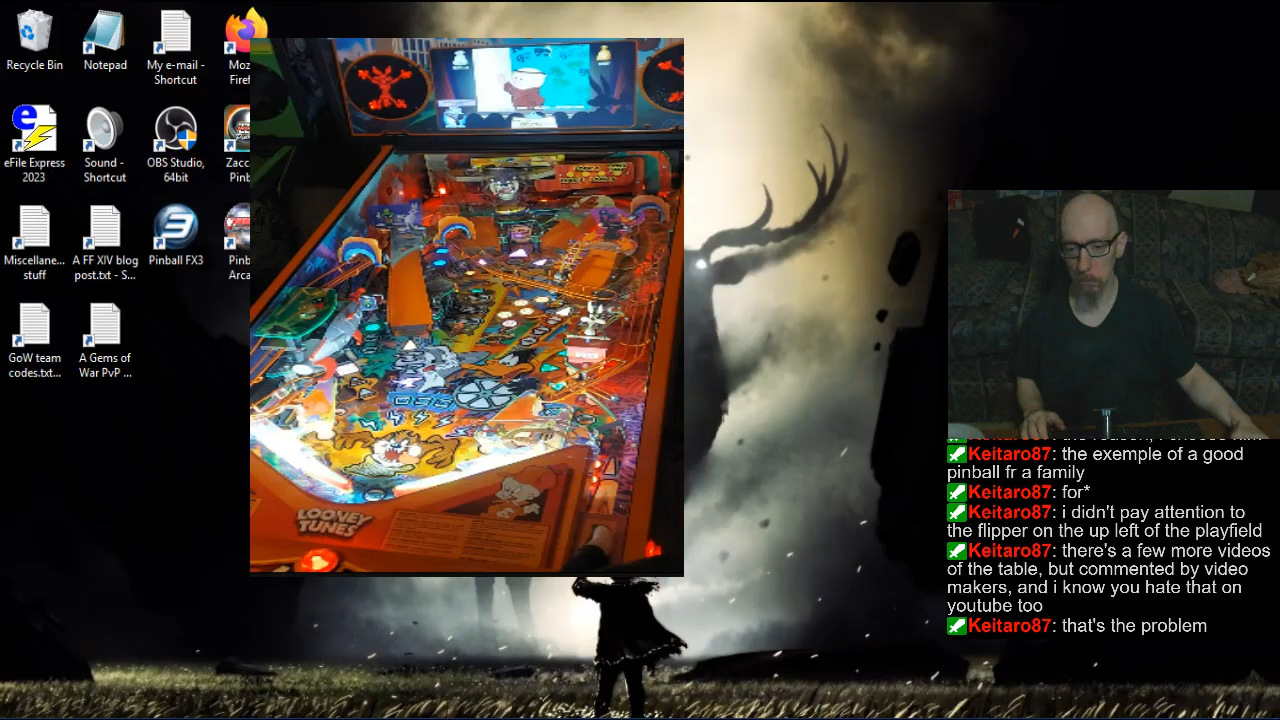 Recycle Bin
Notepad
My e-mail -
Shortcut
Moz
Firef
eFile Express
2023
Sound -
Shortcut
OBS Studio,
64bit
Zacc
Pinb
Miscellane...
stuff
A FF XIV blog
post.txt - S...
Pinball FX3
Pinb
Arca
GoW team
codes.txt...
A Gems of
War PvP ...
LOONEY
TUNES
Keitaro87: the exemple of a good
pinball fr a family
Keitaro87: for*
Keitaro87: i didn't pay attention to
the flipper on the up left of the playfield
Keitaro87: there's a few more videos
of the table, but commented by video
makers, and i know you hate that on
youtube too
Keitaro87: that's the problem